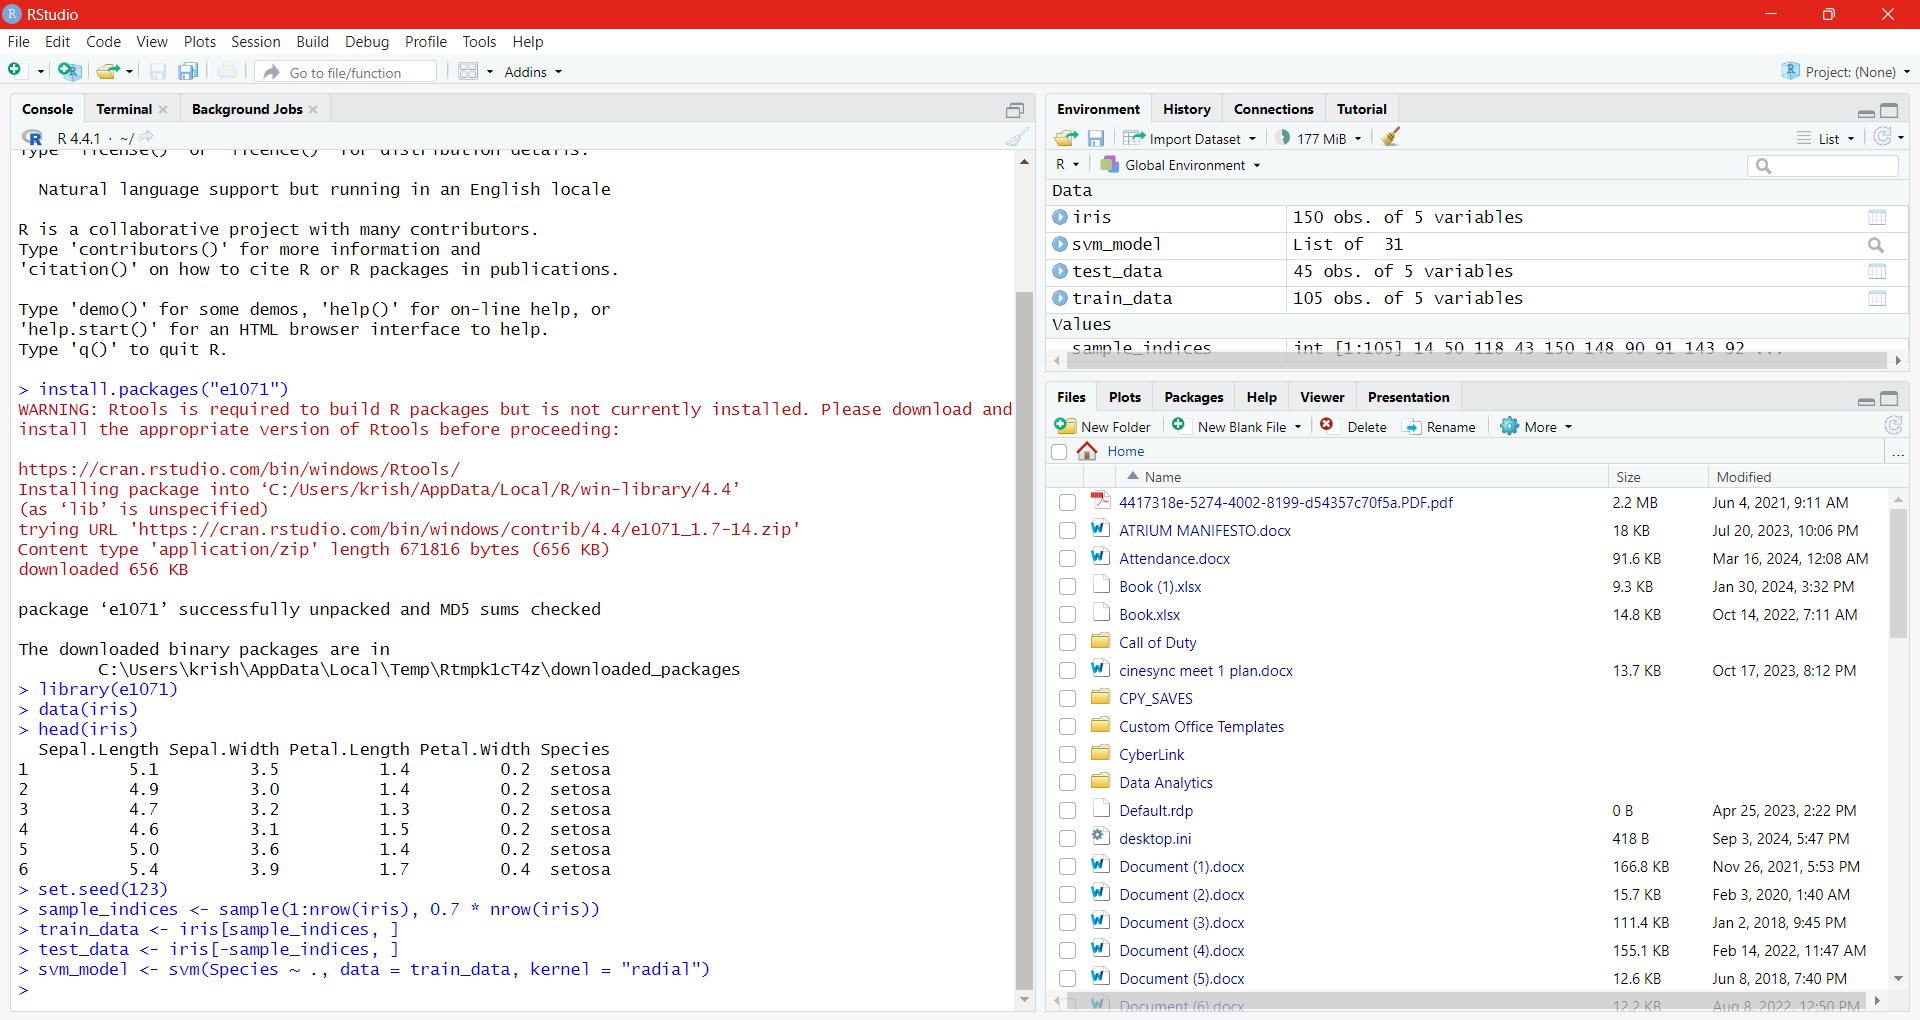 RStudio
File Edit Code View Plots Session Build Debug Profile Tools Help
Go to file/function Addins Project: (None)
Console Terminal Background Jobs
R 4.4.1 · ~/
Type 'license()' or 'licence()' for distribution details.
Natural language support but running in an English locale
R is a collaborative project with many contributors.
Type 'contributors()' for more information and
'citation()' on how to cite R or R packages in publications.
Type 'demo()' for some demos, 'help()' for on-line help, or
'help.start()' for an HTML browser interface to help.
Type 'q()' to quit R.
> install.packages("e1071")
WARNING: Rtools is required to build R packages but is not currently installed. Please download and
install the appropriate version of Rtools before proceeding:
https://cran.rstudio.com/bin/windows/Rtools/
Installing package into ‘C:/Users/krish/AppData/Local/R/win-library/4.4’
(as ‘lib’ is unspecified)
trying URL 'https://cran.rstudio.com/bin/windows/contrib/4.4/e1071_1.7-14.zip'
Content type 'application/zip' length 671816 bytes (656 KB)
downloaded 656 KB
package ‘e1071’ successfully unpacked and MD5 sums checked
The downloaded binary packages are in
C:\Users\krish\AppData\Local\Temp\Rtmpk1cT4z\downloaded_packages
> library(e1071)
> data(iris)
> head(iris)
Sepal.Length Sepal.Width Petal.Length Petal.Width Species
1 5.1 3.5 1.4 0.2 setosa
2 4.9 3.0 1.4 0.2 setosa
3 4.7 3.2 1.3 0.2 setosa
4 4.6 3.1 1.5 0.2 setosa
5 5.0 3.6 1.4 0.2 setosa
6 5.4 3.9 1.7 0.4 setosa
> set.seed(123)
> sample_indices <- sample(1:nrow(iris), 0.7 * nrow(iris))
> train_data <- iris[sample_indices, ]
> test_data <- iris[-sample_indices, ]
> svm_model <- svm(Species ~ ., data = train_data, kernel = "radial")
>
Environment History Connections Tutorial
Import Dataset 177 MiB List
R Global Environment
Data
iris 150 obs. of 5 variables
svm_model List of 31
test_data 45 obs. of 5 variables
train_data 105 obs. of 5 variables
Values
sample_indices int [1:105] 14 50 118 43 150 148 90 91 143 92 ...
Files Plots Packages Help Viewer Presentation
New Folder New Blank File Delete Rename More
Home ...
Name Size Modified
4417318e-5274-4002-8199-d54357c70f5a.PDF.pdf 2.2 MB Jun 4, 2021, 9:11 AM
ATRIUM MANIFESTO.docx 18 KB Jul 20, 2023, 10:06 PM
Attendance.docx 91.6 KB Mar 16, 2024, 12:08 AM
Book (1).xlsx 9.3 KB Jan 30, 2024, 3:32 PM
Book.xlsx 14.8 KB Oct 14, 2022, 7:11 AM
Call of Duty
cinesync meet 1 plan.docx 13.7 KB Oct 17, 2023, 8:12 PM
CPY_SAVES
Custom Office Templates
CyberLink
Data Analytics
Default.rdp 0 B Apr 25, 2023, 2:22 PM
desktop.ini 418 B Sep 3, 2024, 5:47 PM
Document (1).docx 166.8 KB Nov 26, 2021, 5:53 PM
Document (2).docx 15.7 KB Feb 3, 2020, 1:40 AM
Document (3).docx 111.4 KB Jan 2, 2018, 9:45 PM
Document (4).docx 155.1 KB Feb 14, 2022, 11:47 AM
Document (5).docx 12.6 KB Jun 8, 2018, 7:40 PM
Document (6).docx 12.2 KB Aug 8, 2022, 12:50 PM